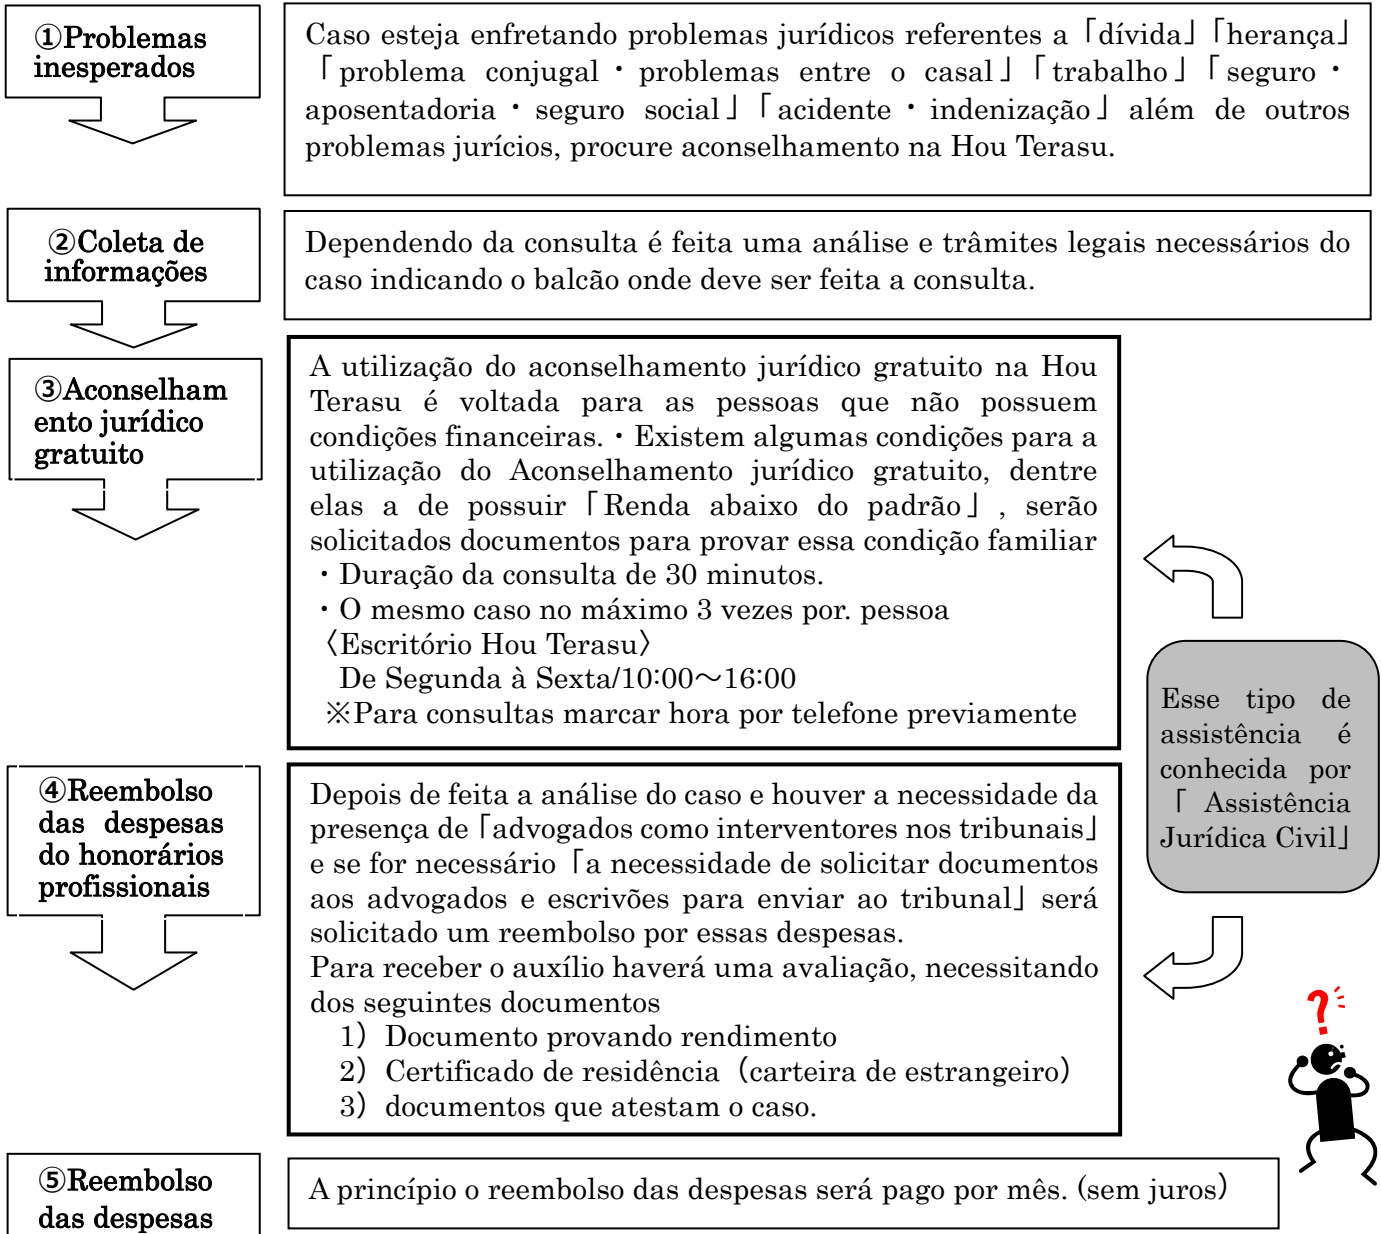 ①Problemas
inesperados
Caso esteja enfretando problemas jurídicos referentes a「dívida」「herança」
「problema conjugal・problemas entre o casal」「trabalho」「seguro・
aposentadoria・seguro social」「acidente・indenização」além de outros
problemas jurícios, procure aconselhamento na Hou Terasu.
②Coleta de
informações
Dependendo da consulta é feita uma análise e trâmites legais necessários do
caso indicando o balcão onde deve ser feita a consulta.
③Aconselham
ento jurídico
gratuito
A utilização do aconselhamento jurídico gratuito na Hou
Terasu é voltada para as pessoas que não possuem
condições financeiras.・Existem algumas condições para a
utilização do Aconselhamento jurídico gratuito, dentre
elas a de possuir「Renda abaixo do padrão」, serão
solicitados documentos para provar essa condição familiar
・Duração da consulta de 30 minutos.
・O mesmo caso no máximo 3 vezes por. pessoa
〈Escritório Hou Terasu〉
De Segunda à Sexta/10:00～16:00
※Para consultas marcar hora por telefone previamente
Esse tipo de
assistência é
conhecida por
「Assistência
Jurídica Civil」
④Reembolso
das despesas
do honorários
profissionais
Depois de feita a análise do caso e houver a necessidade da
presença de「advogados como interventores nos tribunais」
e se for necessário「a necessidade de solicitar documentos
aos advogados e escrivões para enviar ao tribunal」será
solicitado um reembolso por essas despesas.
Para receber o auxílio haverá uma avaliação, necessitando
dos seguintes documentos
1）Documento provando rendimento
2）Certificado de residência（carteira de estrangeiro）
3）documentos que atestam o caso.
?
⑤Reembolso
das despesas
A princípio o reembolso das despesas será pago por mês. (sem juros)